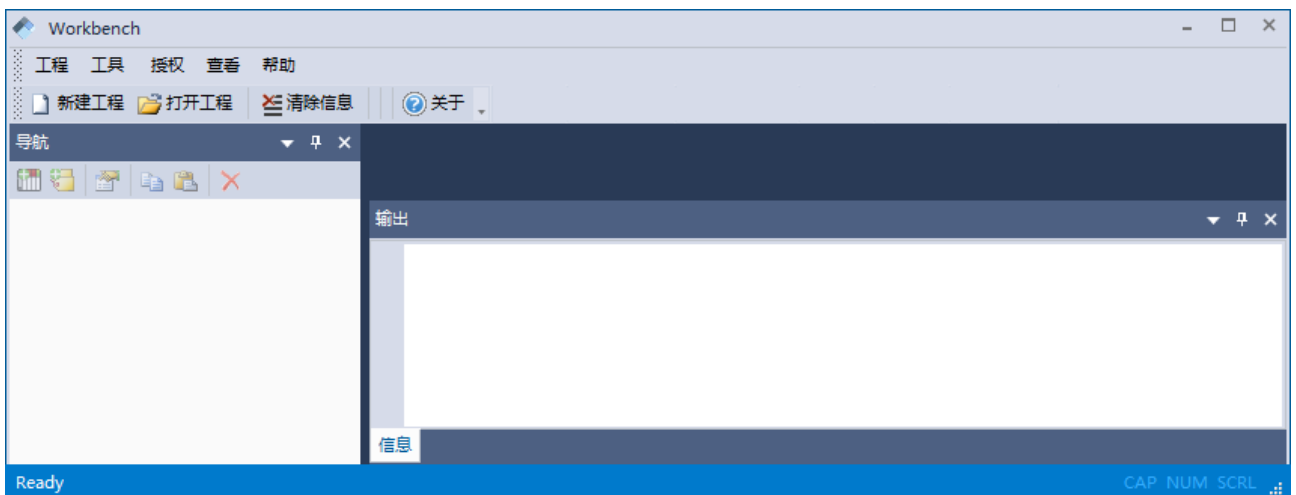 Workbench
工程 工具 授权 查看 帮助
新建工程 打开工程 清除信息 关于
导航
输出
信息
Ready CAP NUM SCRL